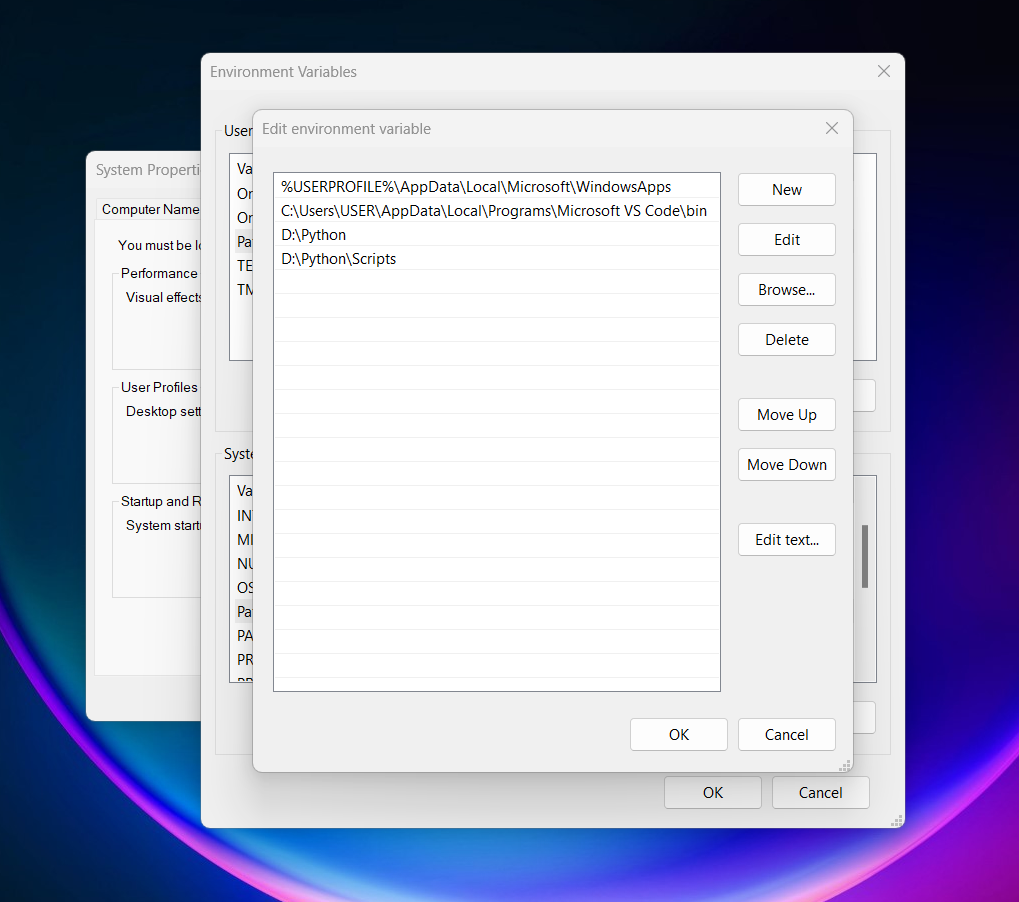 Environment Variables
Edit environment variable
User
System Properti
Computer Name
You must be lo
Performance
Visual effects
User Profiles
Desktop sett
Startup and R
System startu
Va
On
On
Pa
TE
TM
Syste
Va
IN
NU
OS
Pa
PA
PR
%USERPROFILE%\AppData\Local\Microsoft\WindowsApps
C:\Users\USER\AppData\Local\Programs\Microsoft VS Code\bin
D:\Python
D:\Python\Scripts
New
Edit
Browse...
Delete
Move Up
Move Down
Edit text...
OK
Cancel
OK
Cancel